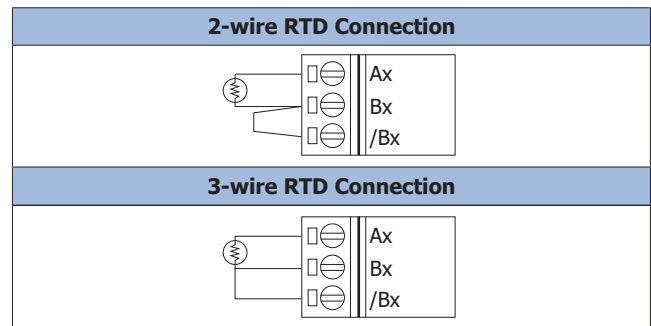 2-wire RTD Connection
Ax
Bx
/Bx
3-wire RTD Connection
Ax
Bx
/Bx